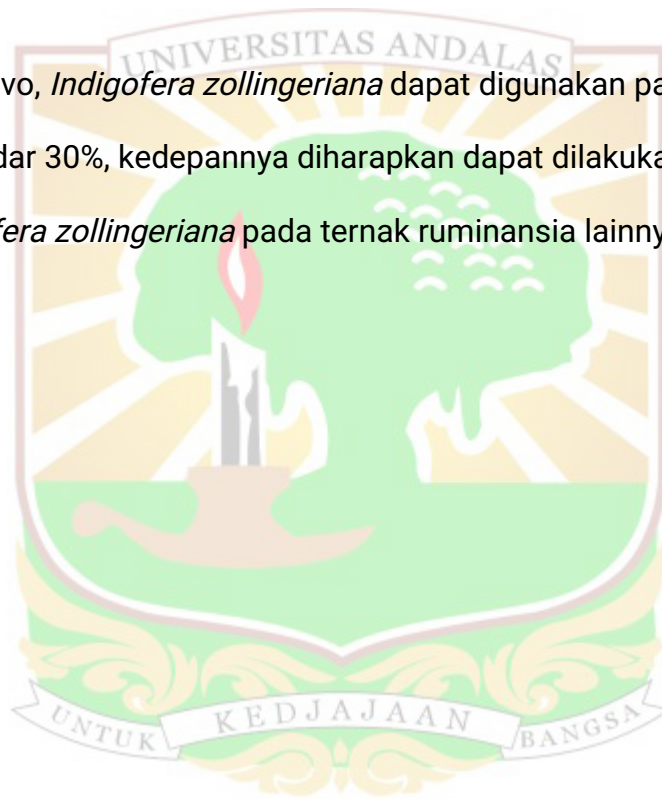 UNIVERSITAS ANDALAS
vo, Indigofera zollingeriana dapat digunakan pa
dar 30%, kedepannya diharapkan dapat dilakuka
fera zollingeriana pada ternak ruminansia lainny
UNTUK KEDJAJAAN BANGSA